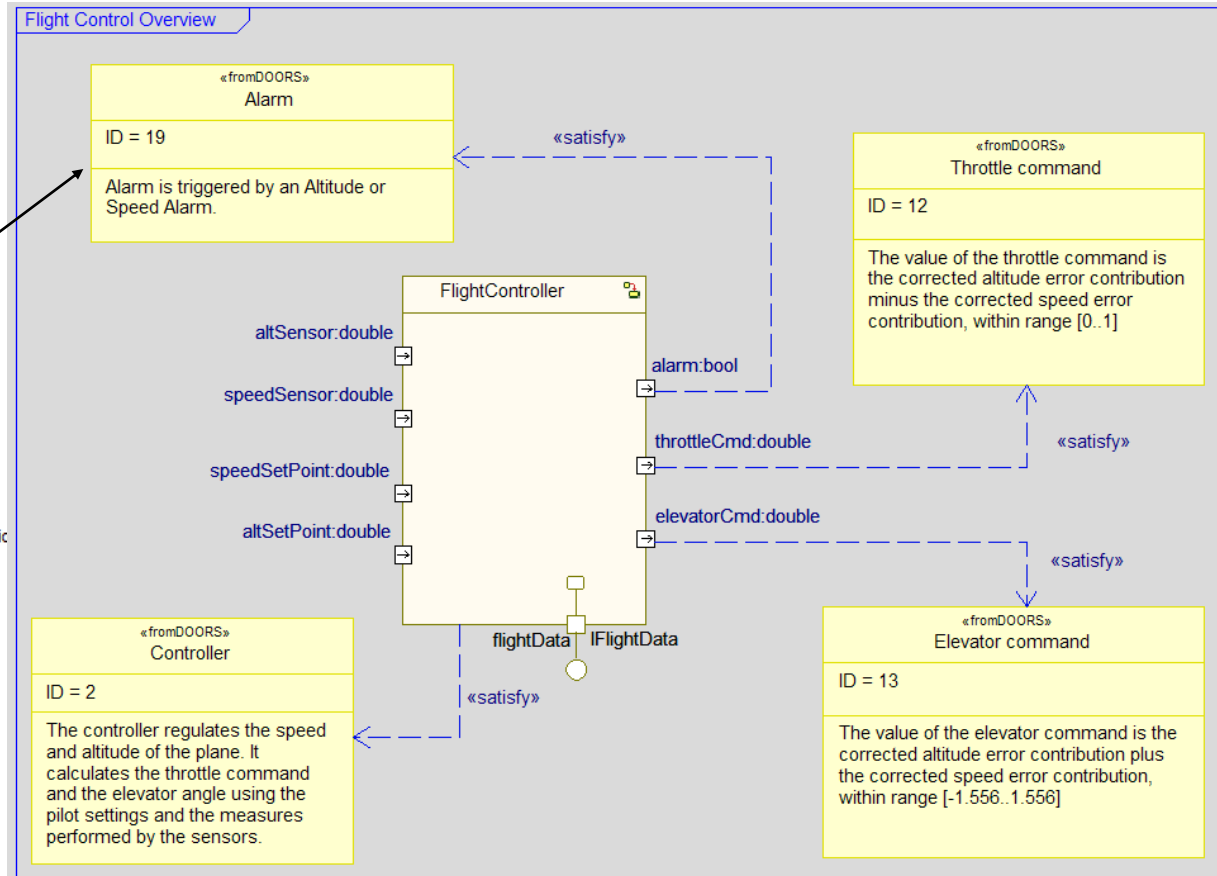 Flight Control Overview
«fromDOORS»
Alarm
ID = 19
Alarm is triggered by an Altitude or
Speed Alarm.
«satisfy»
«fromDOORS»
Throttle command
ID = 12
The value of the throttle command is
the corrected altitude error contribution
minus the corrected speed error
contribution, within range [0..1]
FlightController
altSensor:double
speedSensor:double
speedSetPoint:double
altSetPoint:double
alarm:bool
throttleCmd:double
«satisfy»
elevatorCmd:double
«satisfy»
flightData
IFlightData
«satisfy»
«fromDOORS»
Controller
ID = 2
The controller regulates the speed
and altitude of the plane. It
calculates the throttle command
and the elevator angle using the
pilot settings and the measures
performed by the sensors.
«fromDOORS»
Elevator command
ID = 13
The value of the elevator command is the
corrected altitude error contribution plus
the corrected speed error contribution,
within range [-1.556..1.556]